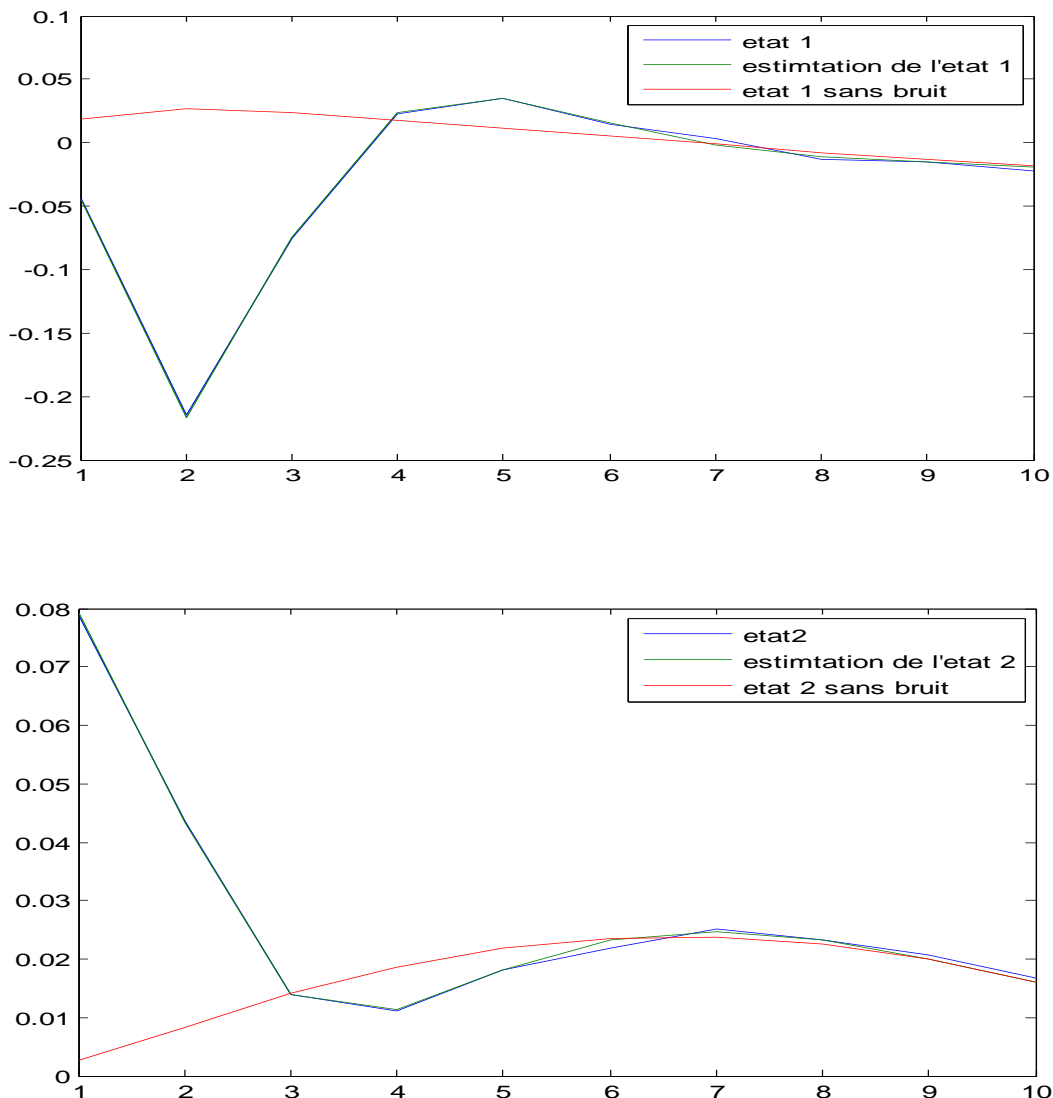 0.1
0.05
0
-0.05
-0.1
-0.15
-0.2
-0.25
1 2 3 4 5 6 7 8 9 10
etat 1
estimtation de l'etat 1
etat 1 sans bruit
0.08
0.07
0.06
0.05
0.04
0.03
0.02
0.01
0
1 2 3 4 5 6 7 8 9 10
etat2
estimtation de l'etat 2
etat 2 sans bruit